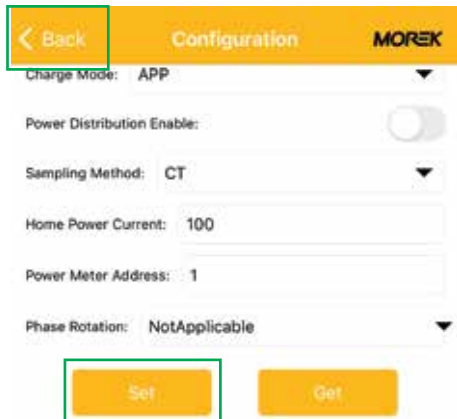 Back Configuration MOREK
Charge Mode: APP
Power Distribution Enable:
Sampling Method: CT
Home Power Current: 100
Power Meter Address: 1
Phase Rotation: NotApplicable
Set Get